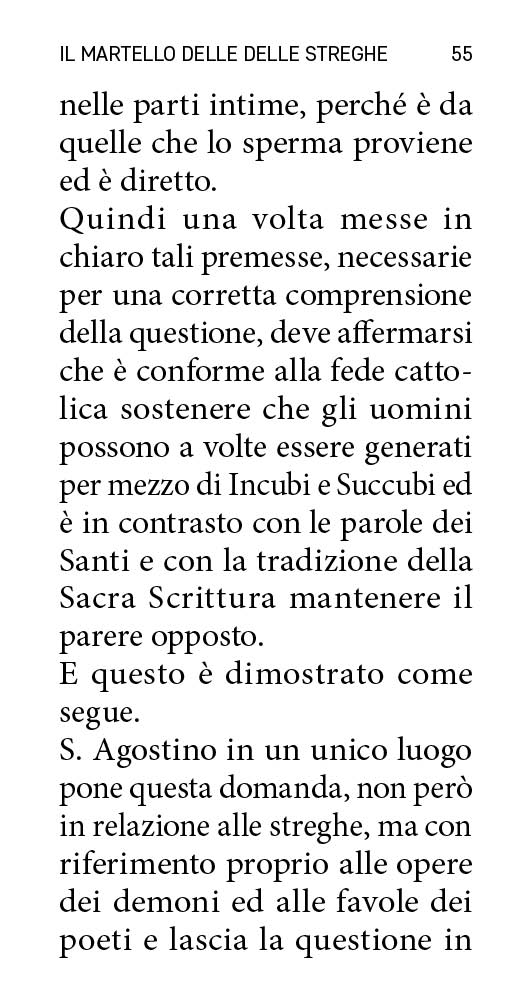 IL MARTELLO DELLE DELLE STREGHE 55
nelle parti intime, perché è da
quelle che lo sperma proviene
ed è diretto.
Quindi una volta messe in
chiaro tali premesse, necessarie
per una corretta comprensione
della questione, deve affermarsi
che è conforme alla fede catto-
lica sostenere che gli uomini
possono a volte essere generati
per mezzo di Incubi e Succubi ed
è in contrasto con le parole dei
Santi e con la tradizione della
Sacra Scrittura mantenere il
parere opposto.
E questo è dimostrato come
segue.
S. Agostino in un unico luogo
pone questa domanda, non però
in relazione alle streghe, ma con
riferimento proprio alle opere
dei demoni ed alle favole dei
poeti e lascia la questione in